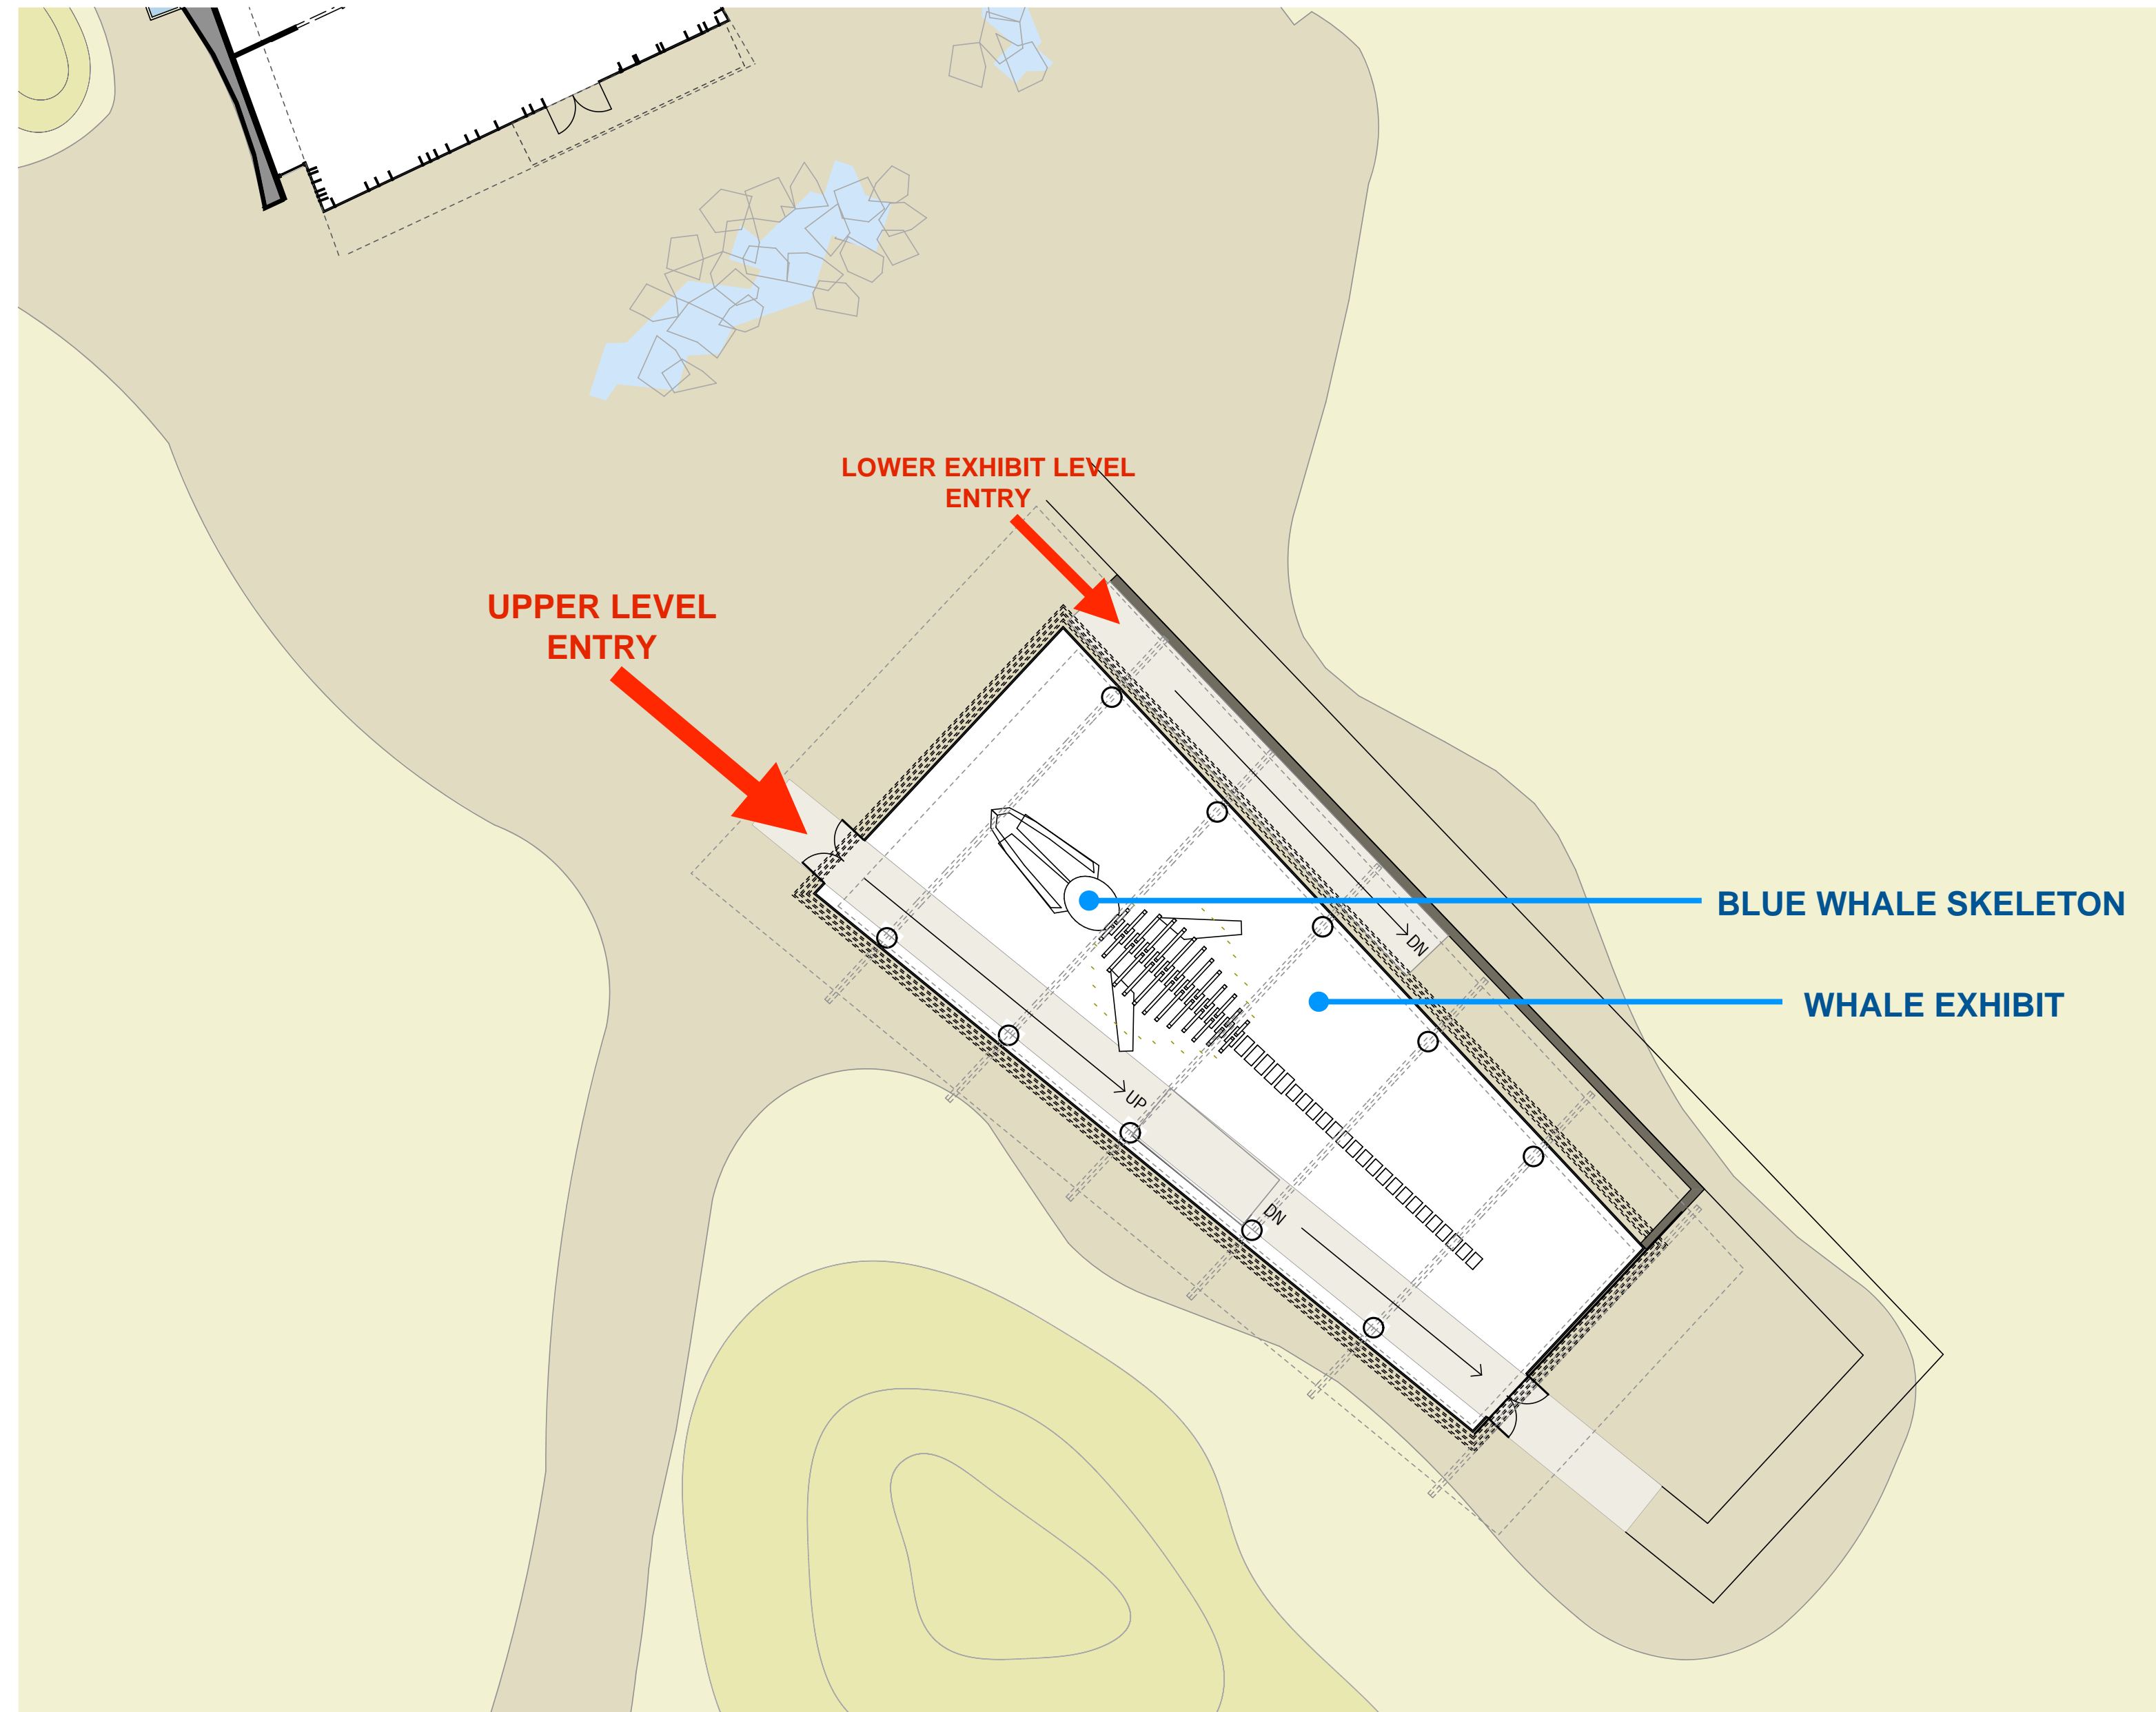 LOWER EXHIBIT LEVEL
ENTRY
UPPER LEVEL
ENTRY
BLUE WHALE SKELETON
DN
WHALE EXHIBIT
UP
DN